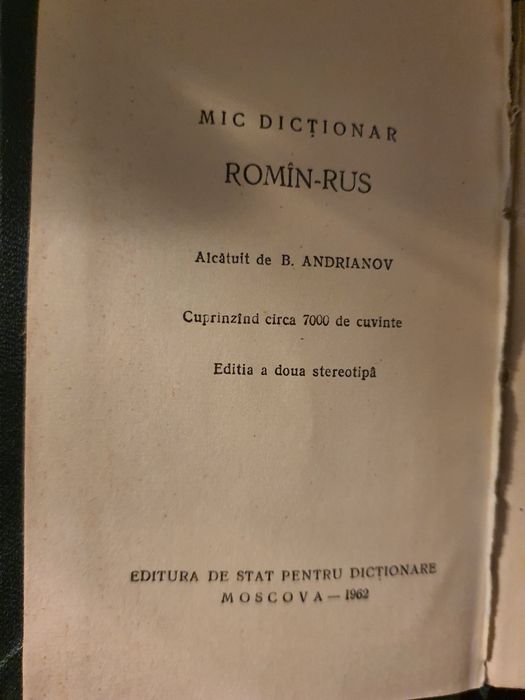 MIC DICȚIONAR
ROMÎN-RUS
Alcătuit de B. ANDRIANOV
Cuprinzînd circa 7000 de cuvinte
Editia a doua stereotipă
EDITURA DE STAT PENTRU DICȚIONARE
MOSCOVA — 1962